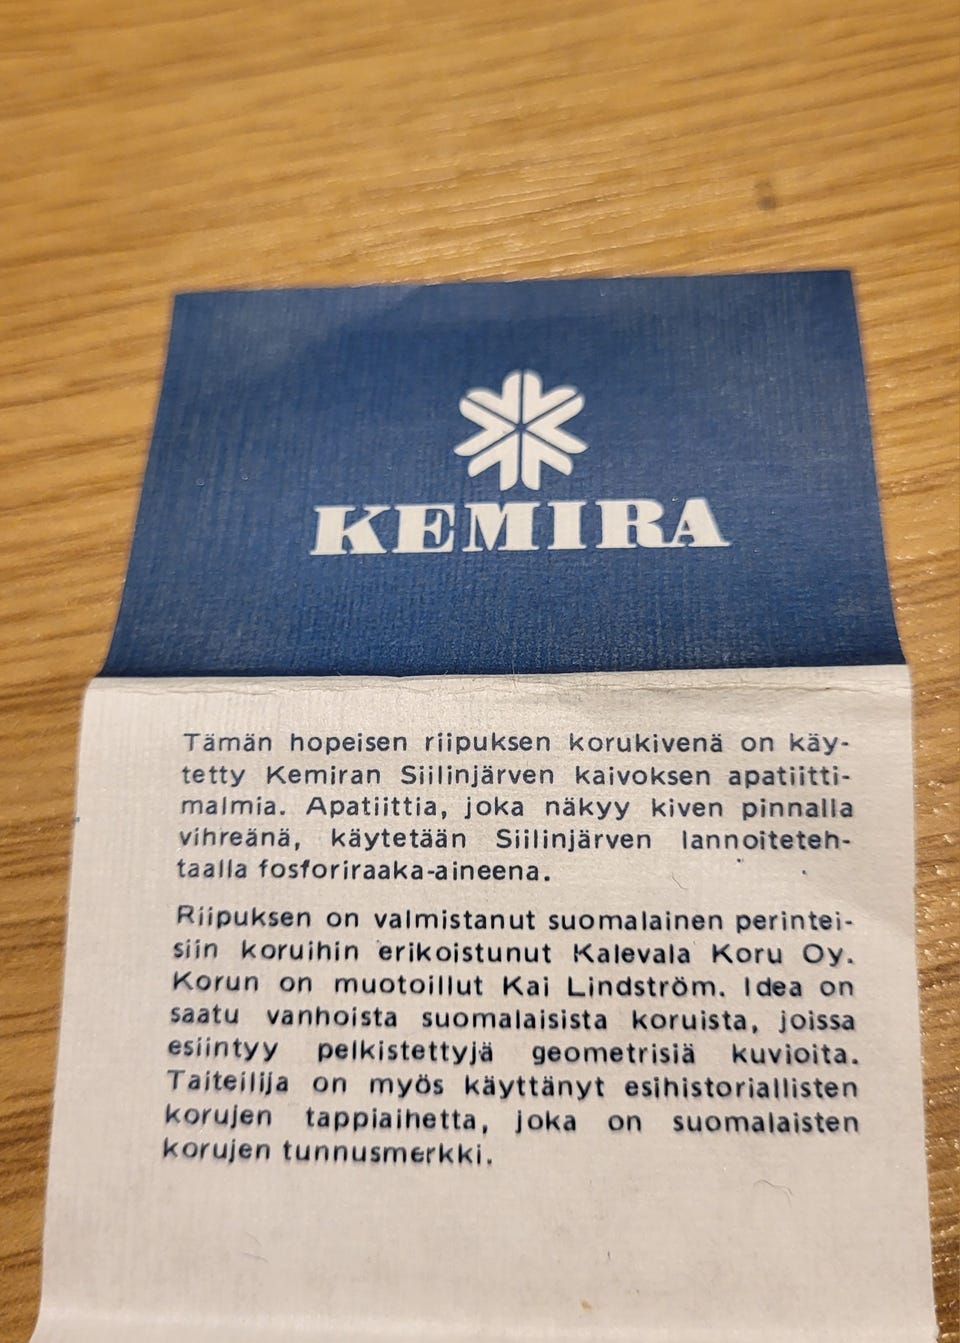 KEMIRA
Tämän hopeisen riipuksen korukivenä on käy-
tetty Kemiran Siilinjärven kaivoksen apatiitti-
malmia. Apatiittia, joka näkyy kiven pinnalla
vihreänä, käytetään Siilinjärven lannoiteteh-
taalla fosforiraaka-aineena.
Riipuksen on valmistanut suomalainen perintei-
siin koruihin erikoistunut Kalevala Koru Oy.
Korun on muotoillut Kai Lindström. Idea on
saatu vanhoista suomalaisista koruista, joissa
esiintyy pelkistettyjä geometrisiä kuvioita.
Taiteilija on myös käyttänyt esihistoriallisten
korujen tappiaihetta, joka on suomalaisten
korujen tunnusmerkki.